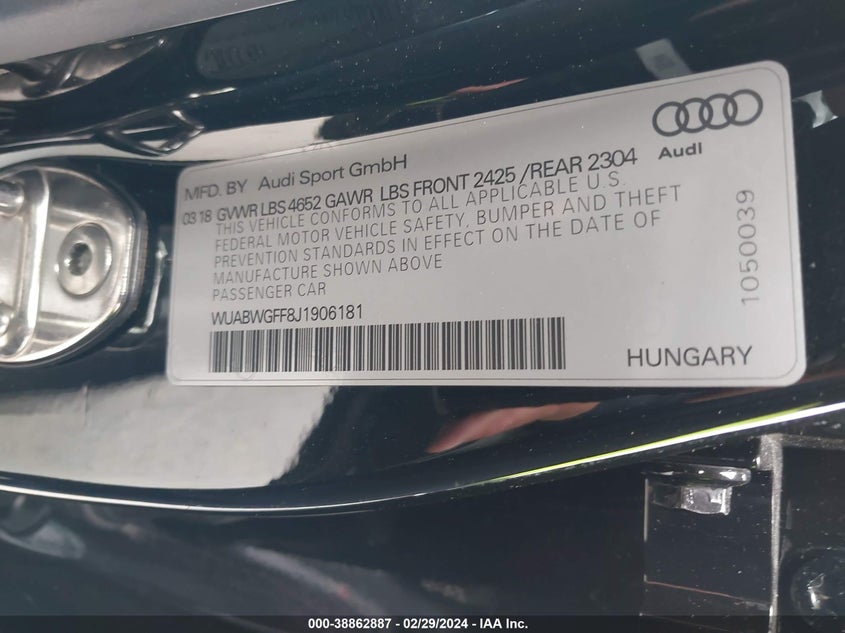 Audi
MFD. BY Audi Sport GmbH
03 18 GVWR LBS 4652 GAWR LBS FRONT 2425 /REAR 2304
THIS VEHICLE CONFORMS TO ALL APPLICABLE U.S.
FEDERAL MOTOR VEHICLE SAFETY, BUMPER AND THEFT
PREVENTION STANDARDS IN EFFECT ON THE DATE OF
MANUFACTURE SHOWN ABOVE
PASSENGER CAR
WUABWGFF8J1906181
HUNGARY
1050039
000-38862887 - 02/29/2024 - IAA Inc.